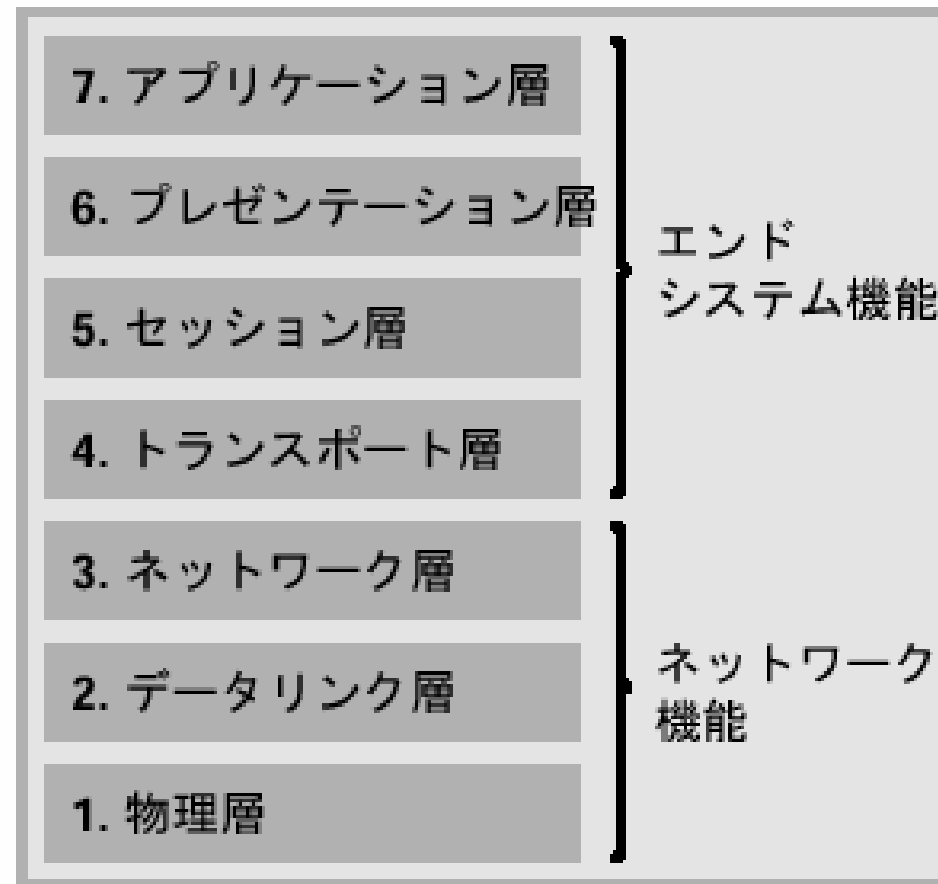 7. アプリケーション層
6. プレゼンテーション層
5. セッション層
4. トランスポート層
エンド
システム機能
3. ネットワーク層
2. データリンク層
1. 物理層
ネットワーク
機能